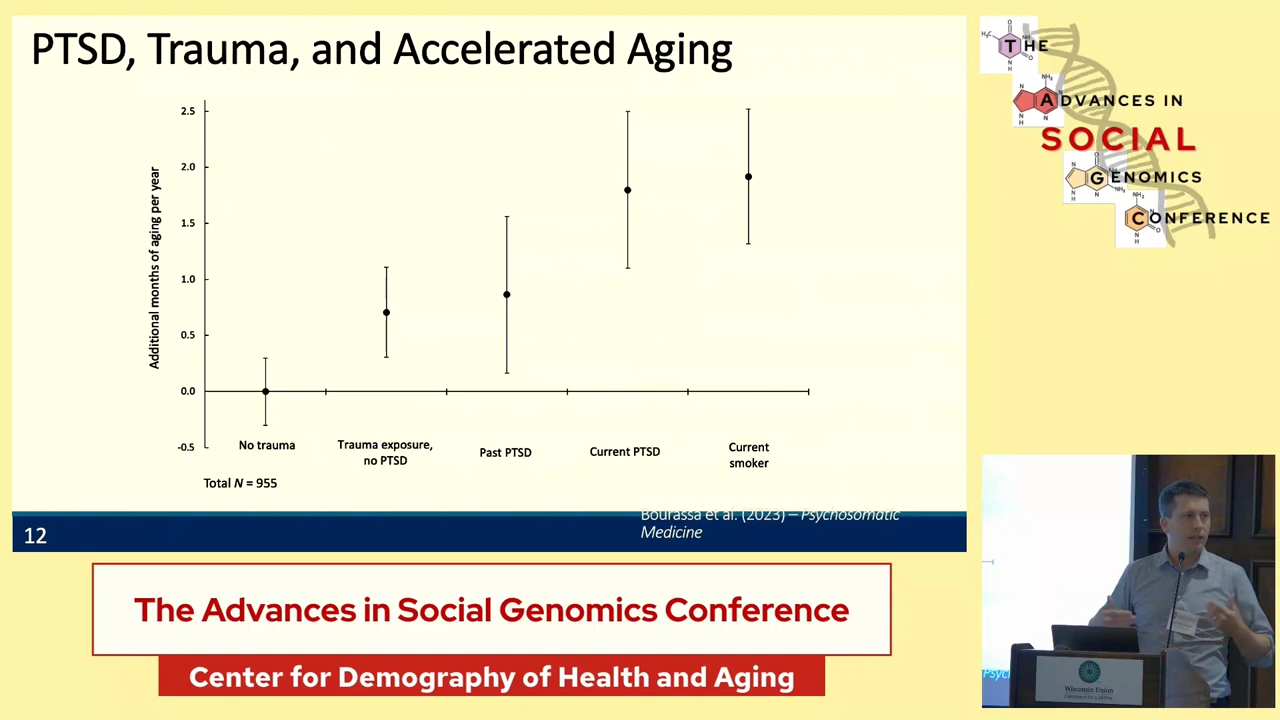 PTSD, Trauma, and Accelerated Aging
2.5
2.0
1.5
1.0
0.5
0.0
-0.5
Additional months of aging per year
No trauma
Trauma exposure,
no PTSD
Past PTSD
Current PTSD
Current
smoker
Total N = 955
Bourassa et al. (2023) – Psychosomatic
Medicine
12
THE
ADVANCES IN
SOCIAL
GENOMICS
CONFERENCE
The Advances in Social Genomics Conference
Center for Demography of Health and Aging
Wisconsin Union